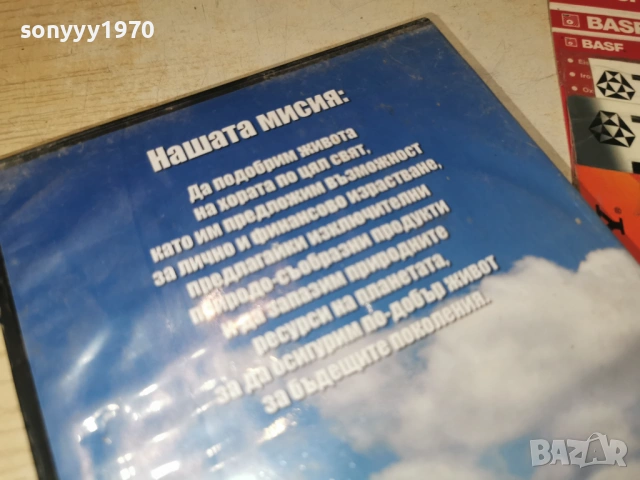 sonyyy1970
BASF
BASF
Нашата мисия:
Да подобрим живота
на хората по цял свят,
като им предложим възможност
за лично и финансово израстване,
предлагайки изключителни
природо-съобразни продукти
и да запазим природните
ресурси на планетата,
за да осигурим по-добър живот
за бъдещите поколения.
BAZAR
bazar.bg